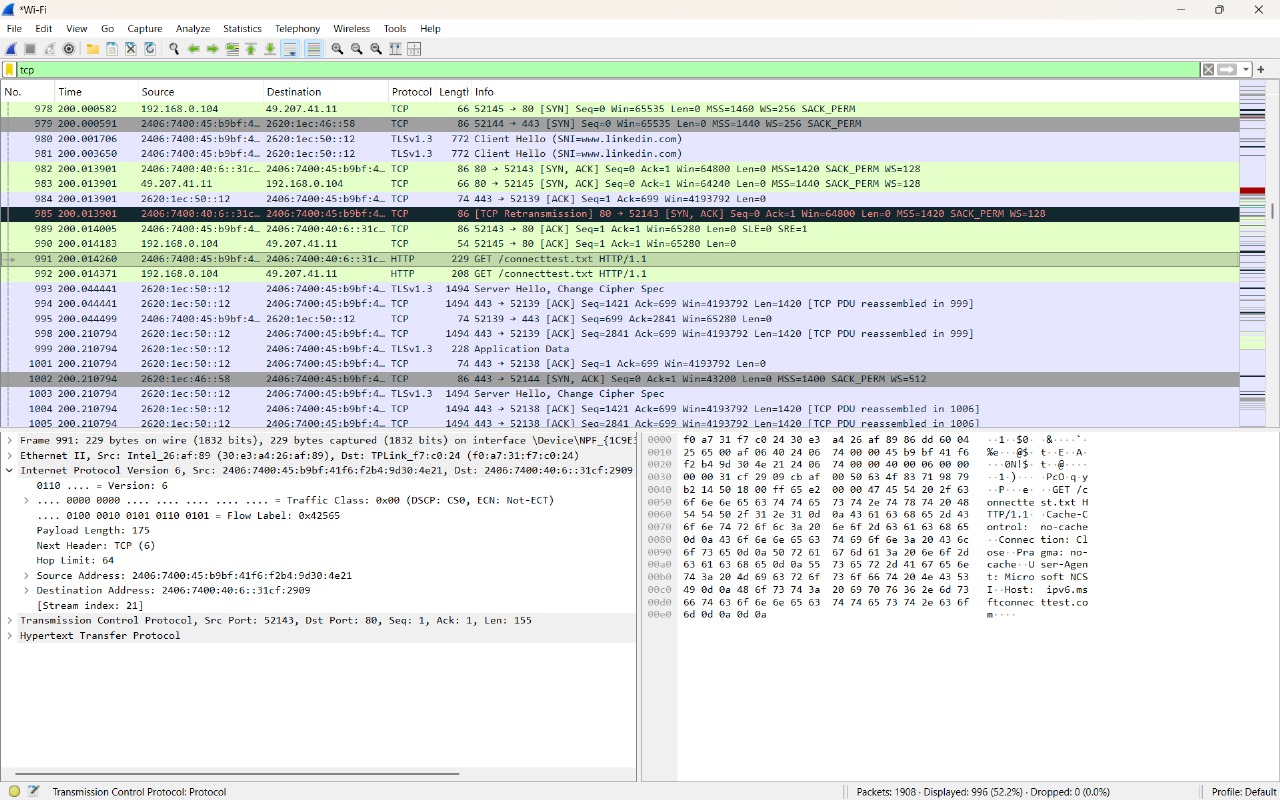 *Wi-Fi
File Edit View Go Capture Analyze Statistics Telephony Wireless Tools Help
tcp
No. Time Source Destination Protocol Length Info
978 200.000582 192.168.0.104 49.207.41.11 TCP 66 52145 → 80 [SYN] Seq=0 Win=65535 Len=0 MSS=1460 WS=256 SACK_PERM
979 200.000591 2406:7400:45:b9bf:4… 2620:1ec:46::58 TCP 86 52144 → 443 [SYN] Seq=0 Win=65535 Len=0 MSS=1440 WS=256 SACK_PERM
980 200.001706 2406:7400:45:b9bf:4… 2620:1ec:50::12 TLSv1.3 772 Client Hello (SNI=www.linkedin.com)
981 200.003650 2406:7400:45:b9bf:4… 2620:1ec:50::12 TLSv1.3 772 Client Hello (SNI=www.linkedin.com)
982 200.013901 2406:7400:40:6::31c… 2406:7400:45:b9bf:4… TCP 86 80 → 52143 [SYN, ACK] Seq=0 Ack=1 Win=64800 Len=0 MSS=1420 SACK_PERM WS=128
983 200.013901 49.207.41.11 192.168.0.104 TCP 66 80 → 52145 [SYN, ACK] Seq=0 Ack=1 Win=64240 Len=0 MSS=1440 SACK_PERM WS=128
984 200.013901 2620:1ec:50::12 2406:7400:45:b9bf:4… TCP 74 443 → 52139 [ACK] Seq=1 Ack=699 Win=4193792 Len=0
985 200.013901 2406:7400:40:6::31c… 2406:7400:45:b9bf:4… TCP 86 [TCP Retransmission] 80 → 52143 [SYN, ACK] Seq=0 Ack=1 Win=64800 Len=0 MSS=1420 SACK_PERM WS=128
989 200.014005 2406:7400:45:b9bf:4… 2406:7400:40:6::31c… TCP 86 52143 → 80 [ACK] Seq=1 Ack=1 Win=65280 Len=0 SLE=0 SRE=1
990 200.014183 192.168.0.104 49.207.41.11 TCP 54 52145 → 80 [ACK] Seq=1 Ack=1 Win=65280 Len=0
991 200.014260 2406:7400:45:b9bf:4… 2406:7400:40:6::31c… HTTP 229 GET /connecttest.txt HTTP/1.1
992 200.014371 192.168.0.104 49.207.41.11 HTTP 208 GET /connecttest.txt HTTP/1.1
993 200.044441 2620:1ec:50::12 2406:7400:45:b9bf:4… TLSv1.3 1494 Server Hello, Change Cipher Spec
994 200.044441 2620:1ec:50::12 2406:7400:45:b9bf:4… TCP 1494 443 → 52139 [ACK] Seq=1421 Ack=699 Win=4193792 Len=1420 [TCP PDU reassembled in 999]
995 200.044499 2406:7400:45:b9bf:4… 2620:1ec:50::12 TCP 74 52139 → 443 [ACK] Seq=699 Ack=2841 Win=65280 Len=0
998 200.210794 2620:1ec:50::12 2406:7400:45:b9bf:4… TCP 1494 443 → 52139 [ACK] Seq=2841 Ack=699 Win=4193792 Len=1420 [TCP PDU reassembled in 999]
999 200.210794 2620:1ec:50::12 2406:7400:45:b9bf:4… TLSv1.3 228 Application Data
1001 200.210794 2620:1ec:50::12 2406:7400:45:b9bf:4… TCP 74 443 → 52138 [ACK] Seq=1 Ack=699 Win=4193792 Len=0
1002 200.210794 2620:1ec:46::58 2406:7400:45:b9bf:4… TCP 86 443 → 52144 [SYN, ACK] Seq=0 Ack=1 Win=43200 Len=0 MSS=1400 SACK_PERM WS=512
1003 200.210794 2620:1ec:50::12 2406:7400:45:b9bf:4… TLSv1.3 1494 Server Hello, Change Cipher Spec
1004 200.210794 2620:1ec:50::12 2406:7400:45:b9bf:4… TCP 1494 443 → 52138 [ACK] Seq=1421 Ack=699 Win=4193792 Len=1420 [TCP PDU reassembled in 1006]
1005 200.210794 2620:1ec:50::12 2406:7400:45:b9bf:4… TCP 1494 443 → 52138 [ACK] Seq=2841 Ack=699 Win=4193792 Len=1420 [TCP PDU reassembled in 1006]
Frame 991: 229 bytes on wire (1832 bits), 229 bytes captured (1832 bits) on interface \Device\NPF_{1C9E
Ethernet II, Src: Intel_26:af:89 (30:e3:a4:26:af:89), Dst: TPLink_f7:c0:24 (f0:a7:31:f7:c0:24)
Internet Protocol Version 6, Src: 2406:7400:45:b9bf:41f6:f2b4:9d30:4e21, Dst: 2406:7400:40:6::31cf:2909
0110 .... = Version: 6
.... 0000 0000 .... .... .... .... .... = Traffic Class: 0x00 (DSCP: CS0, ECN: Not-ECT)
.... 0100 0010 0101 0110 0101 = Flow Label: 0x42565
Payload Length: 175
Next Header: TCP (6)
Hop Limit: 64
Source Address: 2406:7400:45:b9bf:41f6:f2b4:9d30:4e21
Destination Address: 2406:7400:40:6::31cf:2909
[Stream index: 21]
Transmission Control Protocol, Src Port: 52143, Dst Port: 80, Seq: 1, Ack: 1, Len: 155
Hypertext Transfer Protocol
0000 f0 a7 31 f7 c0 24 30 e3 a4 26 af 89 86 dd 60 04 ··1··$0· ·&····`·
0010 25 65 00 af 06 40 24 06 74 00 00 45 b9 bf 41 f6 %e···@$· t··E··A·
0020 f2 b4 9d 30 4e 21 24 06 74 00 00 40 00 06 00 00 ···0N!$· t··@····
0030 00 00 31 cf 29 09 cb af 00 50 63 4f 83 71 98 79 ··1·)··· ·PcO·q·y
0040 b2 14 50 18 00 ff 65 e2 00 00 47 45 54 20 2f 63 ··P···e· ··GET /c
0050 6f 6e 6e 65 63 74 74 65 73 74 2e 74 78 74 20 48 onnectte st.txt H
0060 54 54 50 2f 31 2e 31 0d 0a 43 61 63 68 65 2d 43 TTP/1.1· ·Cache-C
0070 6f 6e 74 72 6f 6c 3a 20 6e 6f 2d 63 61 63 68 65 ontrol: no-cache
0080 0d 0a 43 6f 6e 6e 65 63 74 69 6f 6e 3a 20 43 6c ··Connec tion: Cl
0090 6f 73 65 0d 0a 50 72 61 67 6d 61 3a 20 6e 6f 2d ose··Pra gma: no-
00a0 63 61 63 68 65 0d 0a 55 73 65 72 2d 41 67 65 6e cache··U ser-Agen
00b0 74 3a 20 4d 69 63 72 6f 73 6f 66 74 20 4e 43 53 t: Micro soft NCS
00c0 49 0d 0a 48 6f 73 74 3a 20 69 70 76 36 2e 6d 73 I··Host: ipv6.ms
00d0 66 74 63 6f 6e 6e 65 63 74 74 65 73 74 2e 63 6f ftconnec ttest.co
00e0 6d 0d 0a 0d 0a m····
Transmission Control Protocol: Protocol Packets: 1908 · Displayed: 996 (52.2%) · Dropped: 0 (0.0%) Profile: Default